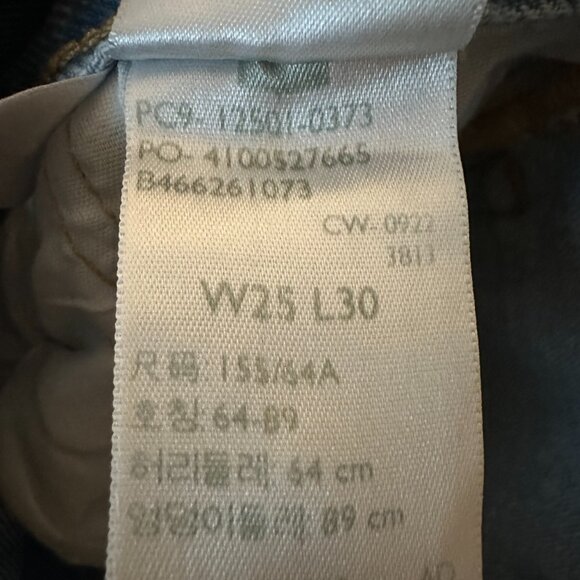 PC9- 12501-0373
PO- 4100527665
B466261073
CW-0922
3813
W25 L30
尺码: 155/64A
호칭: 64-89
허리둘레: 64 cm
엉덩이둘레: 89 cm